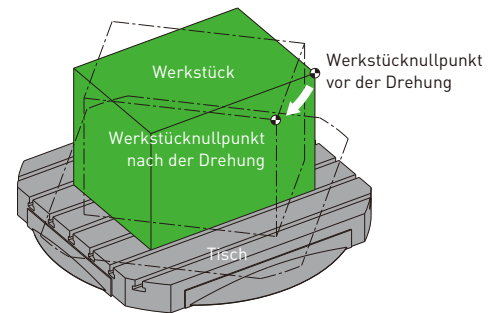 Werkstück
Werkstücknullpunkt
vor der Drehung
Werkstücknullpunkt
nach der Drehung
Tisch